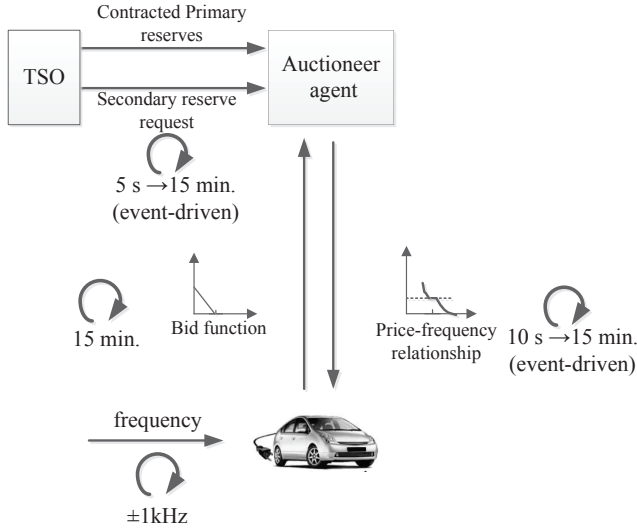 Contracted Primary
reserves
TSO
Auctioneer
agent
Secondary reserve
request
5 s →15 min.
(event-driven)
15 min.
Bid function
Price-frequency
relationship
10 s →15 min.
(event-driven)
frequency
±1kHz